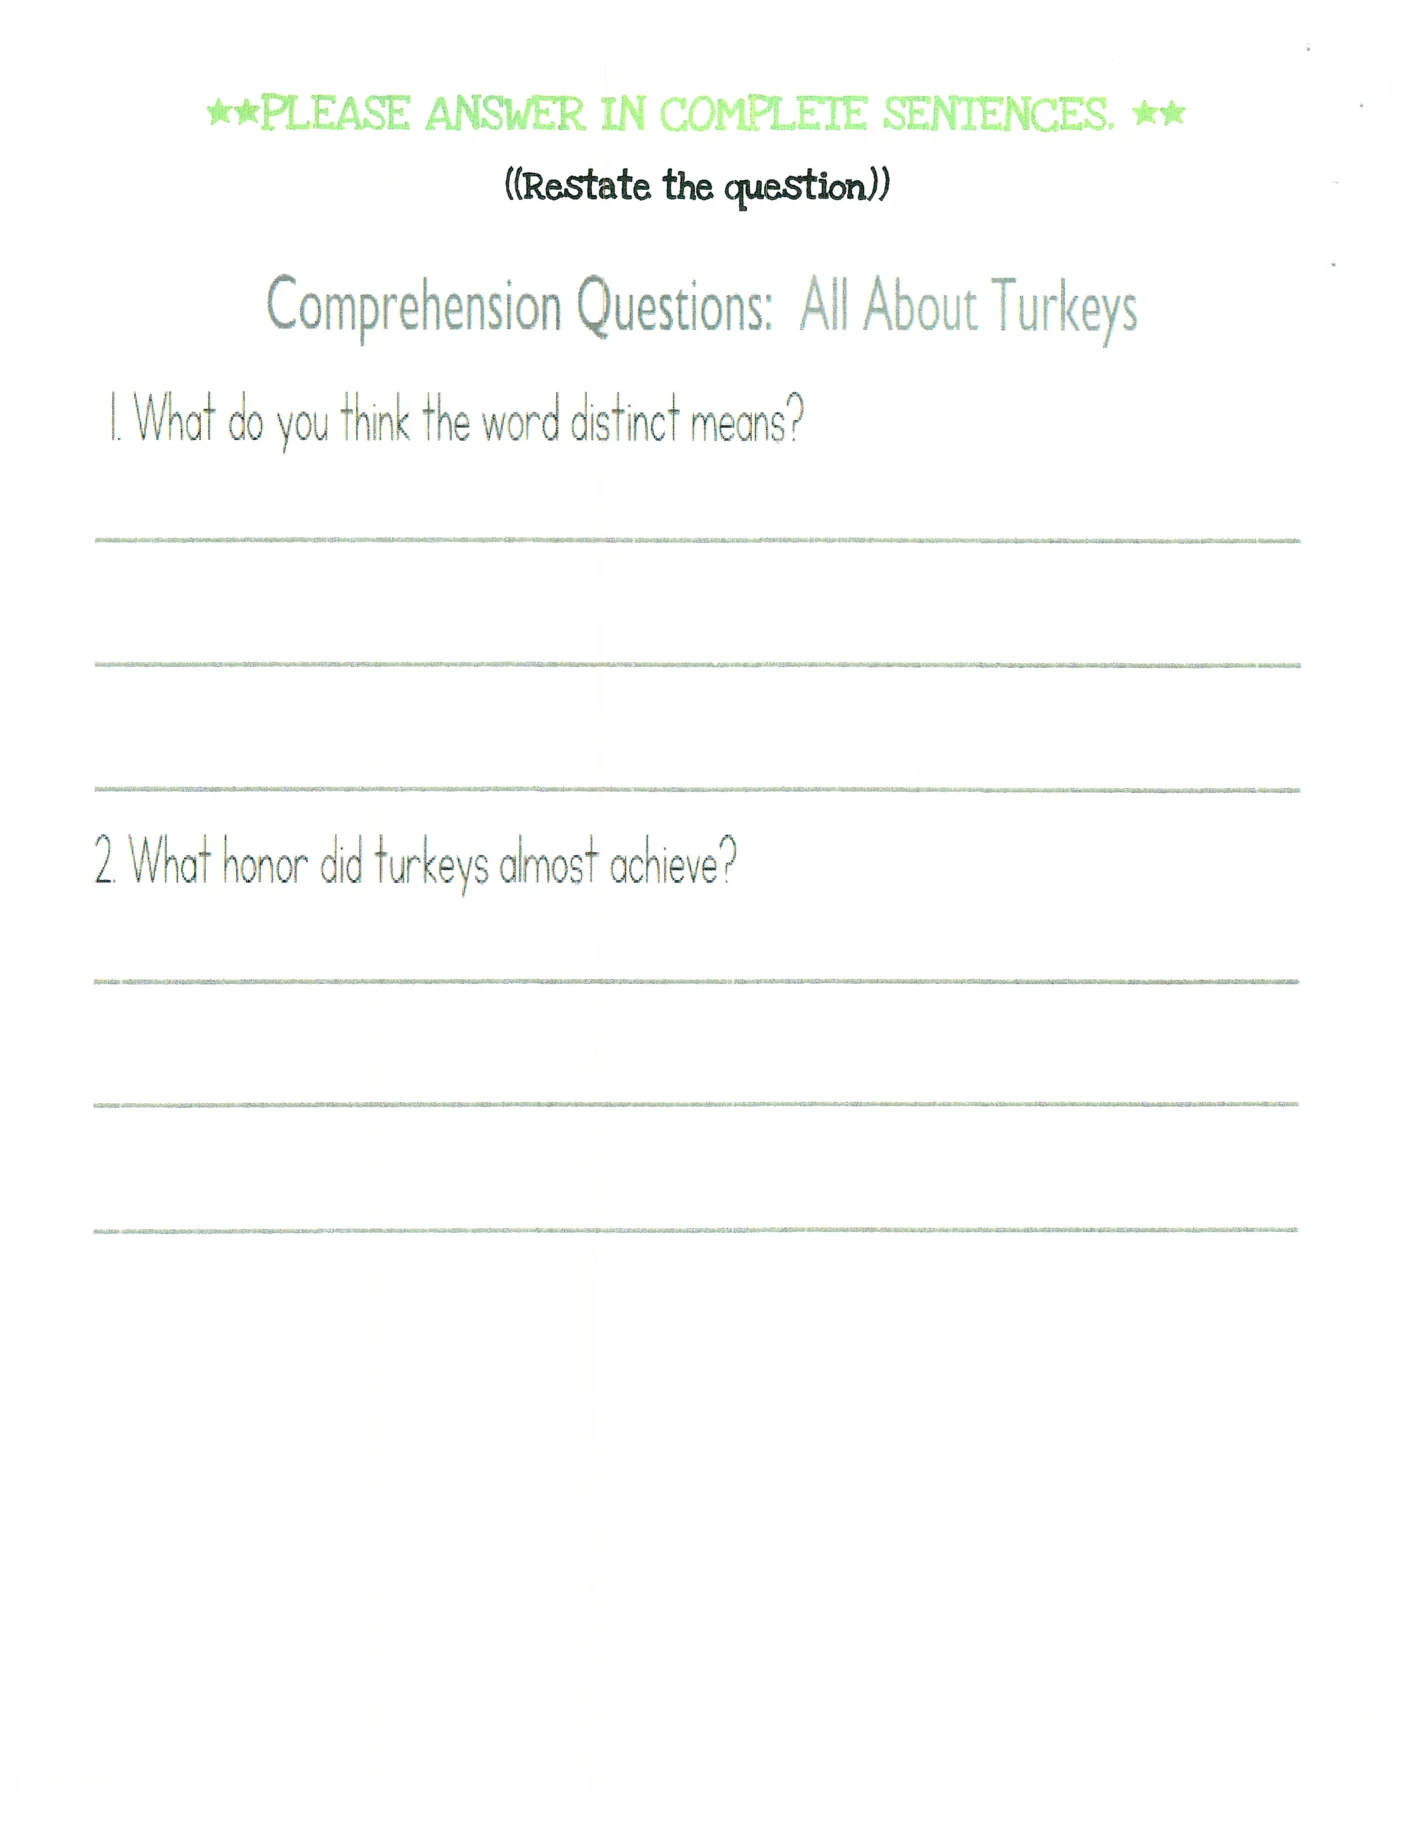 ★★PLEASE ANSWER IN COMPLETE SENTENCES. ★★
((Restate the question))
Comprehension Questions: All About Turkeys
1. What do you think the word distinct means?
2. What honor did turkeys almost achieve?